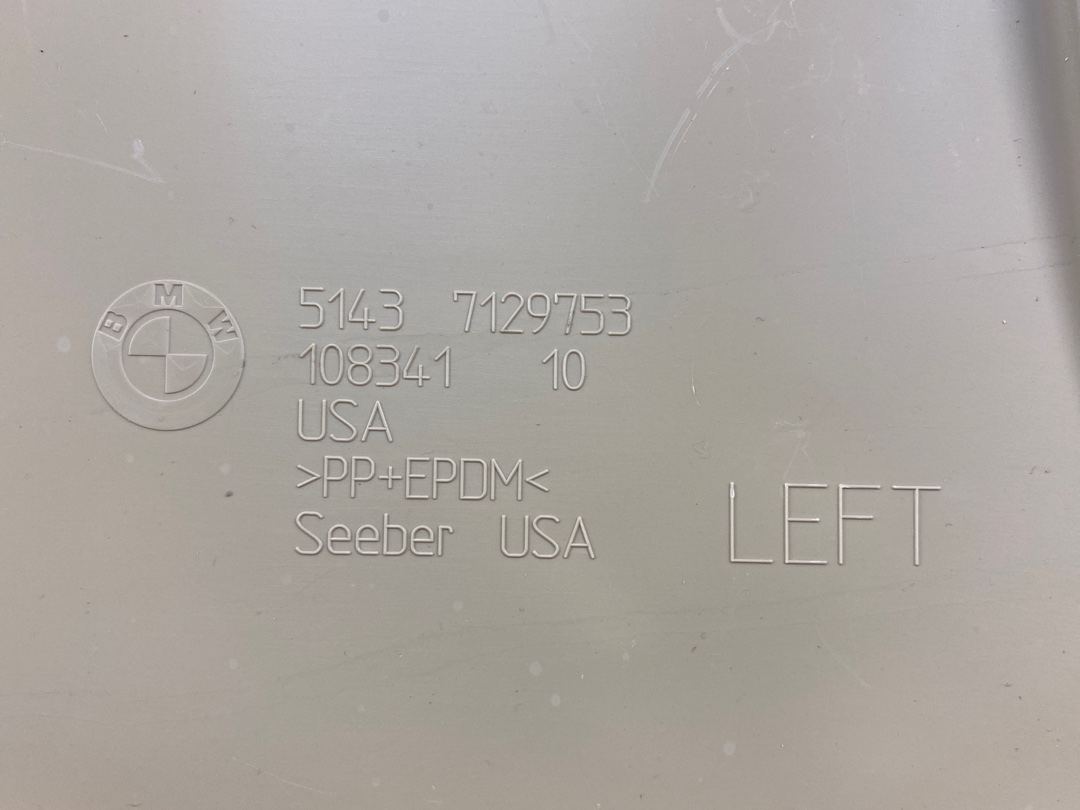 BMW
5143 7129753
108341 10
USA
>PP+EPDM<
Seeber USA
LEFT